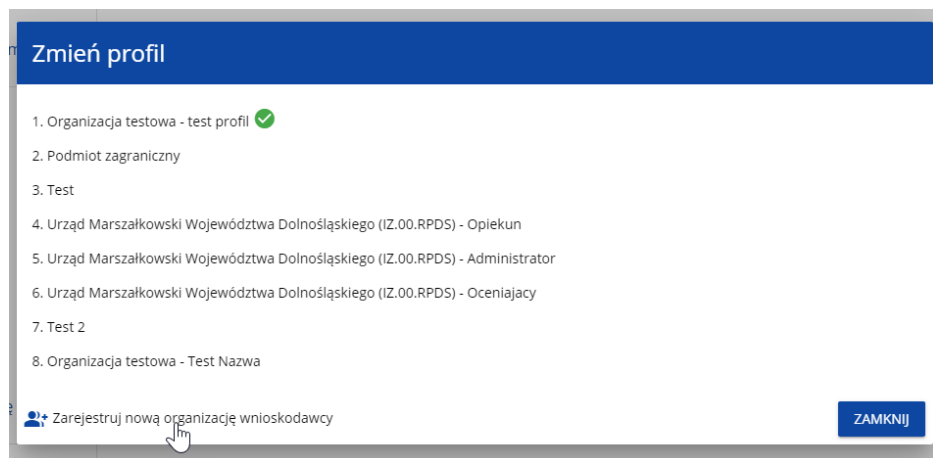 Zmień profil
1. Organizacja testowa - test profil
2. Podmiot zagraniczny
3. Test
4. Urząd Marszałkowski Województwa Dolnośląskiego (IZ.00.RPDS) - Opiekun
5. Urząd Marszałkowski Województwa Dolnośląskiego (IZ.00.RPDS) - Administrator
6. Urząd Marszałkowski Województwa Dolnośląskiego (IZ.00.RPDS) - Oceniajacy
7. Test 2
8. Organizacja testowa - Test Nazwa
Zarejestruj nową organizację wnioskodawcy
ZAMKNIJ